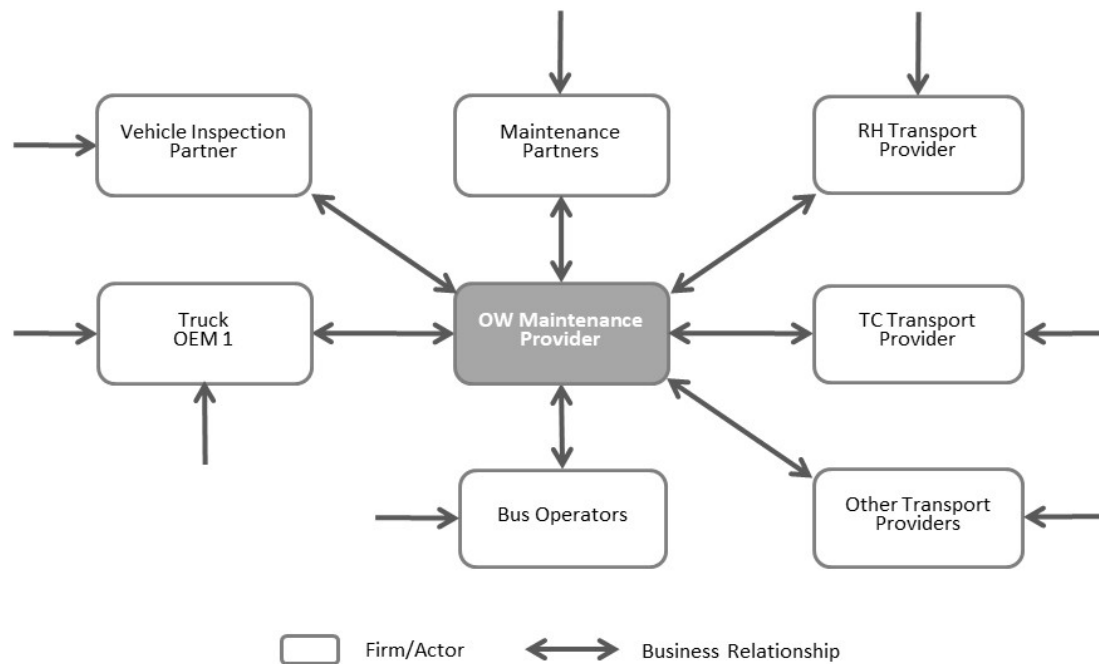 Vehicle Inspection
Partner
Maintenance
Partners
RH Transport
Provider
Truck
OEM 1
OW Maintenance
Provider
TC Transport
Provider
Bus Operators
Other Transport
Providers
Firm/Actor
Business Relationship